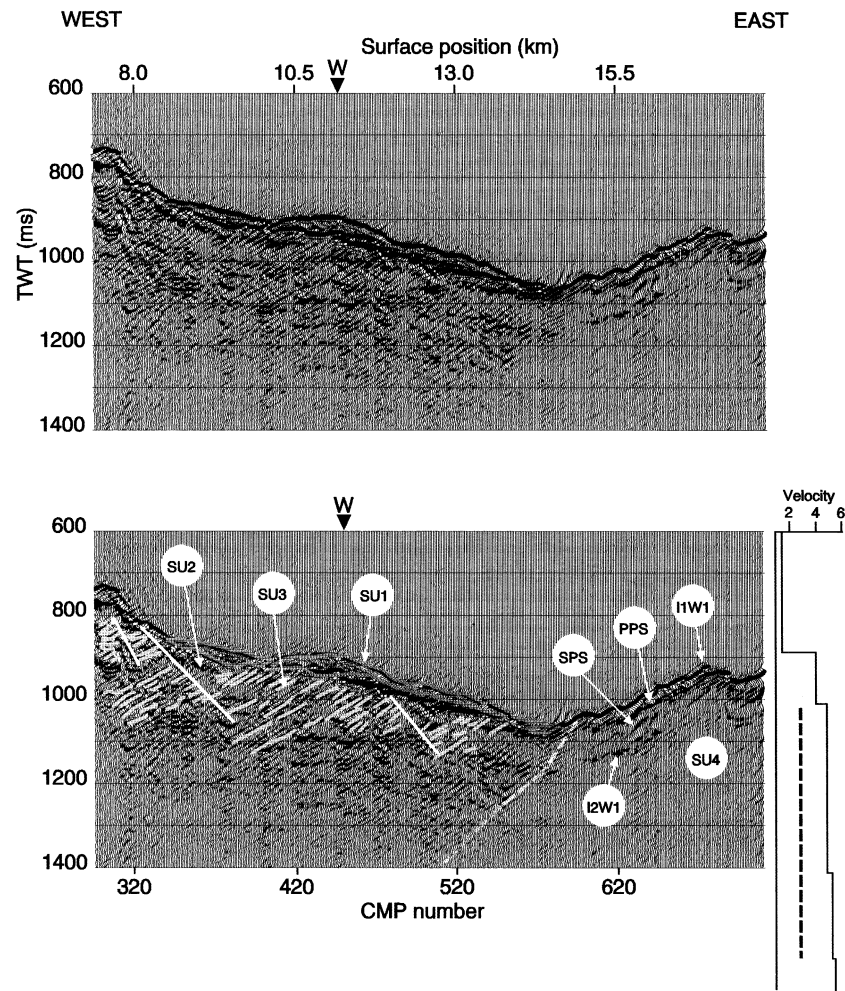 WEST EAST
Surface position (km)
8.0 10.5 W 13.0 15.5
600
800
1000
1200
1400
TWT (ms)
W
Velocity
2 4 6
600
800
1000
1200
1400
SU2
SU3
SU1
SPS
PPS
I1W1
I2W1
SU4
320 420 520 620
CMP number